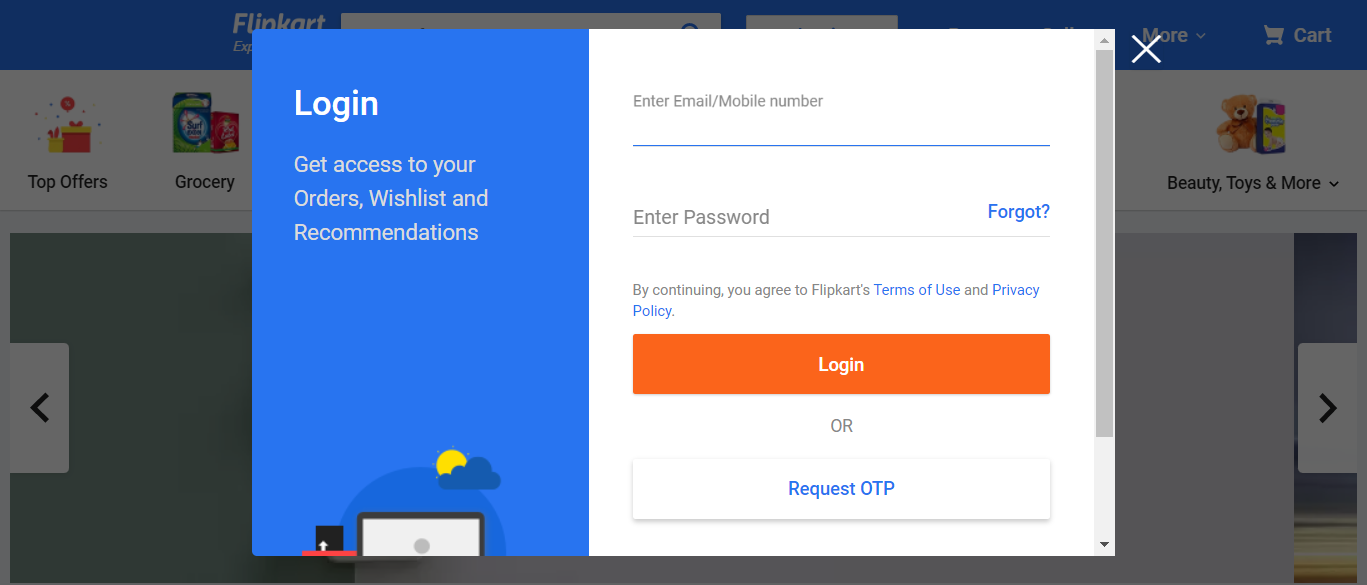 Flipkart
More
Cart
Login
Get access to your
Orders, Wishlist and
Recommendations
Enter Email/Mobile number
Enter Password
Forgot?
By continuing, you agree to Flipkart's Terms of Use and Privacy
Policy.
Login
OR
Request OTP
Top Offers
Grocery
Surf
Beauty, Toys & More